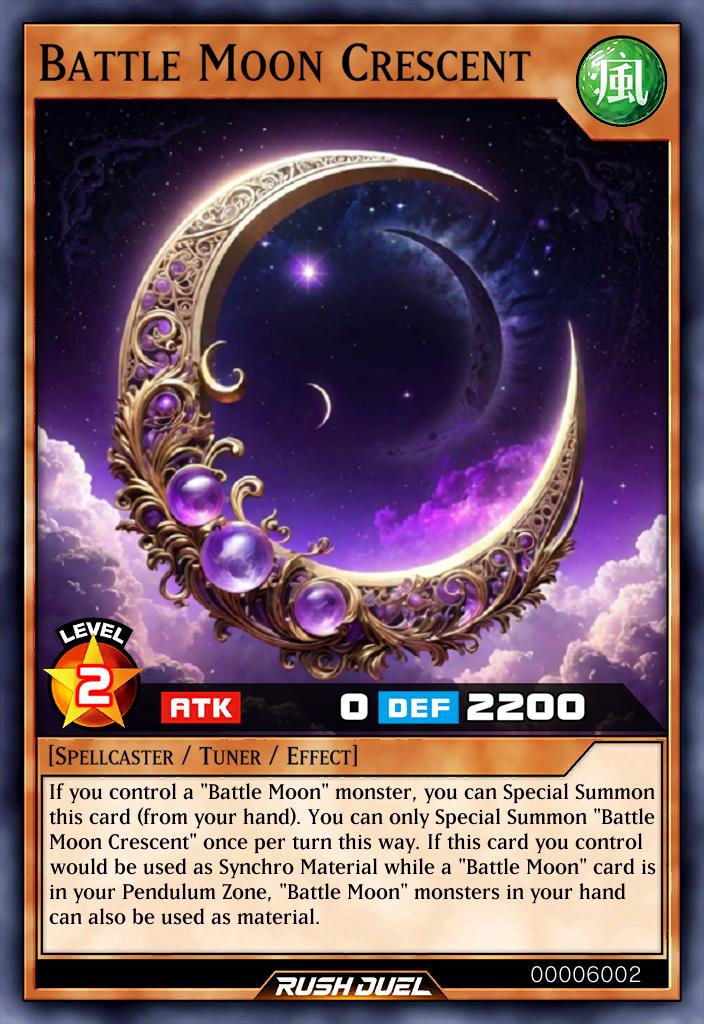 Battle Moon Crescent
風
LEVEL
2
ATK 0 DEF 2200
[Spellcaster / Tuner / Effect]
If you control a "Battle Moon" monster, you can Special Summon
this card (from your hand). You can only Special Summon "Battle
Moon Crescent" once per turn this way. If this card you control
would be used as Synchro Material while a "Battle Moon" card is
in your Pendulum Zone, "Battle Moon" monsters in your hand
can also be used as material.
00006002
RUSH DUEL